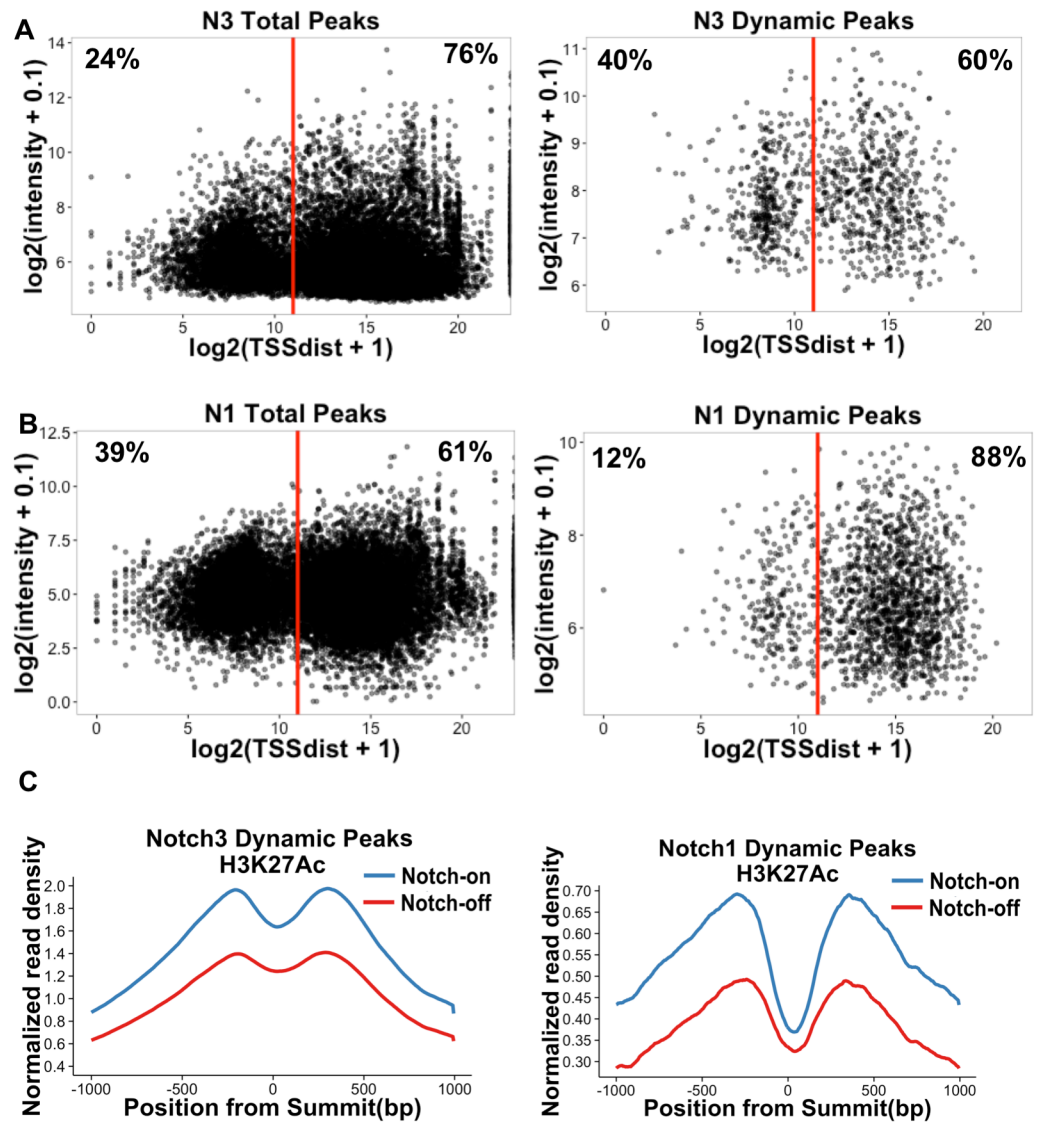 A
N3 Total Peaks
24%
76%
log2(intensity + 0.1)
14
12
10
8
6
0
5
10
15
20
log2(TSSdist + 1)
N3 Dynamic Peaks
40%
60%
log2(intensity + 0.1)
11
10
9
8
7
6
0
5
10
15
20
log2(TSSdist + 1)
B
N1 Total Peaks
39%
61%
log2(intensity + 0.1)
12.5
10.0
7.5
5.0
2.5
0.0
0
5
10
15
20
log2(TSSdist + 1)
N1 Dynamic Peaks
12%
88%
log2(intensity + 0.1)
10
8
6
0
5
10
15
20
log2(TSSdist + 1)
C
Notch3 Dynamic Peaks
H3K27Ac
Notch-on
Notch-off
Normalized read density
2.0
1.8
1.6
1.4
1.2
1.0
0.8
0.6
0.4
-1000
-500
0
500
1000
Position from Summit(bp)
Notch1 Dynamic Peaks
H3K27Ac
Notch-on
Notch-off
Normalized read density
0.70
0.65
0.60
0.55
0.50
0.45
0.40
0.35
0.30
-1000
-500
0
500
1000
Position from Summit(bp)